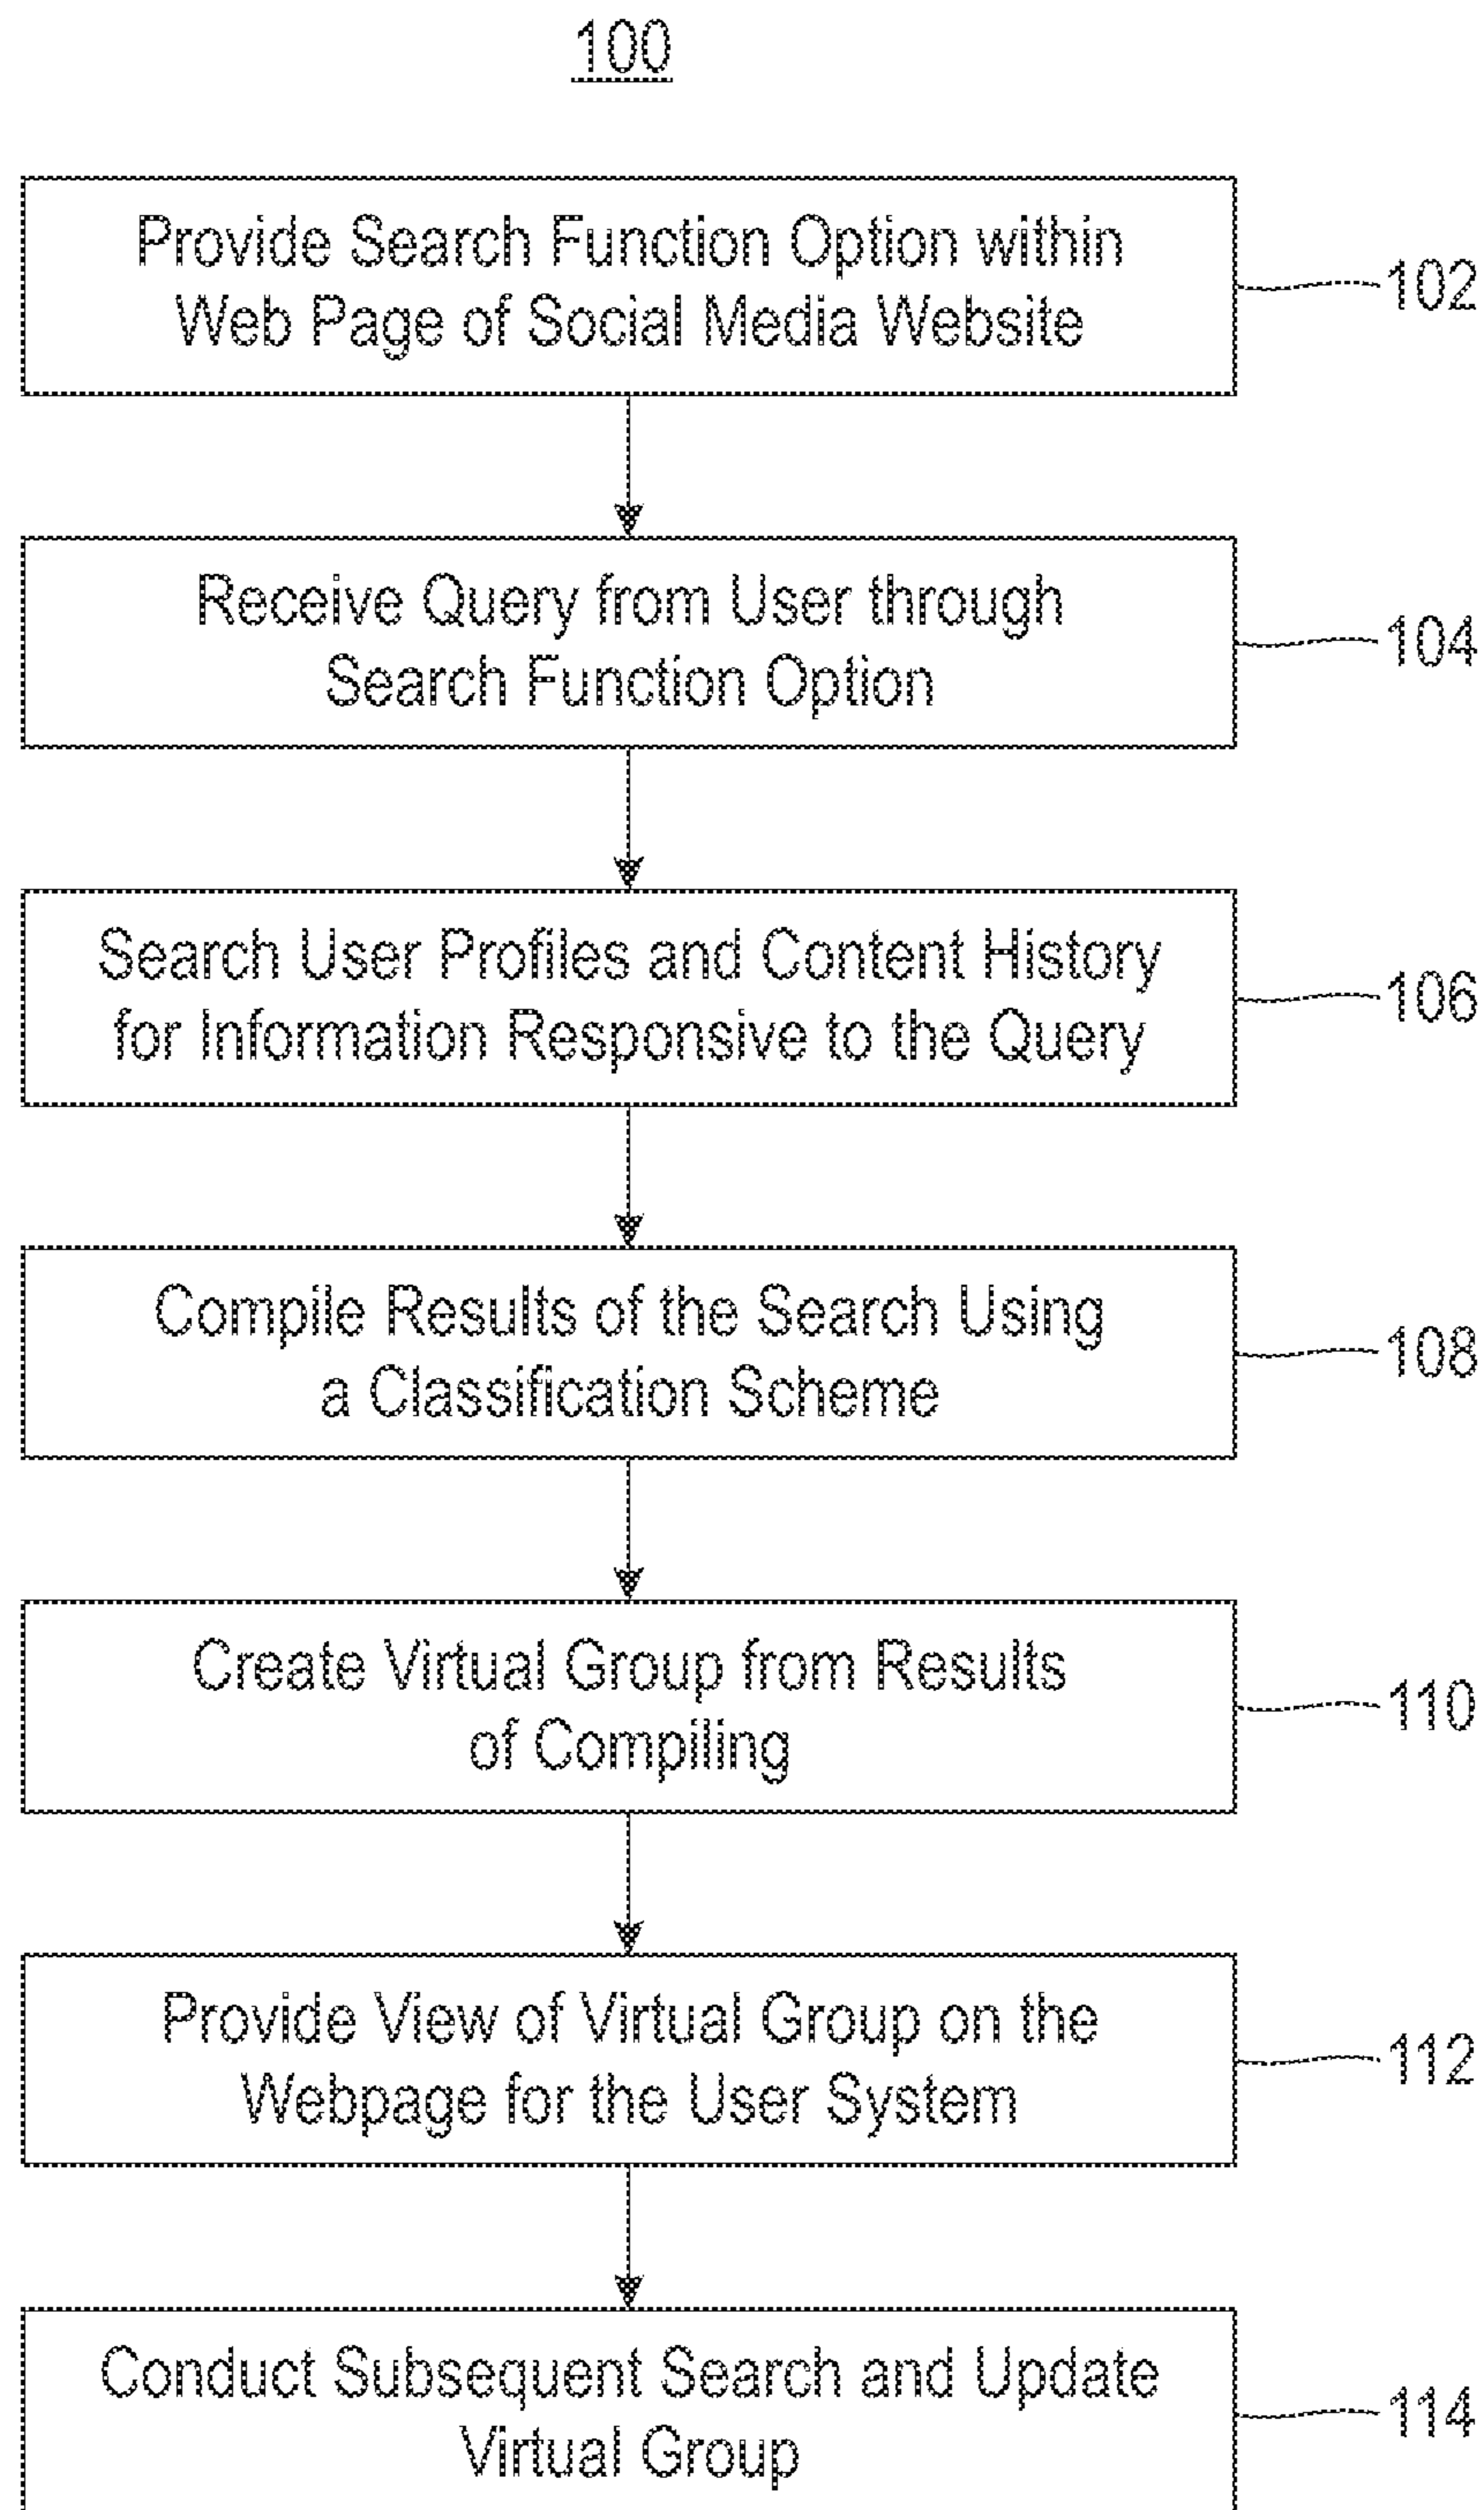 100
Provide Search Function Option within
Web Page of Social Media Website
102
Receive Query from User through
Search Function Option
104
Search User Profiles and Content History
for Information Responsive to the Query
106
Compile Results of the Search Using
a Classification Scheme
108
Create Virtual Group from Results
of Compiling
110
Provide View of Virtual Group on the
Webpage for the User System
112
Conduct Subsequent Search and Update
Virtual Group
114